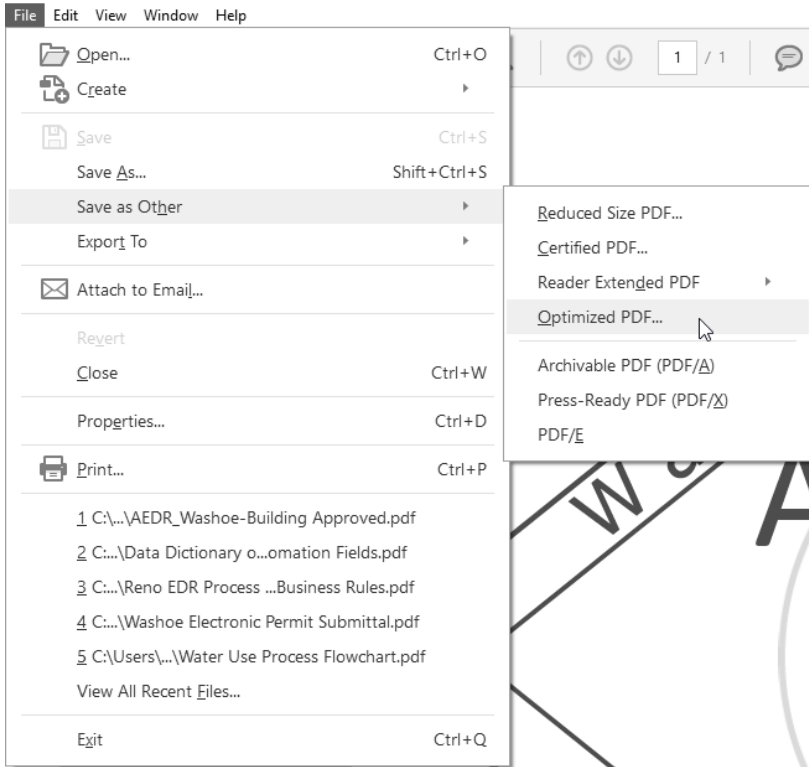 File Edit View Window Help
Open... Ctrl+O
Create
Save Ctrl+S
Save As... Shift+Ctrl+S
Save as Other
Export To
Attach to Email...
Revert
Close Ctrl+W
Properties... Ctrl+D
Print... Ctrl+P
1 C:\...\AEDR_Washoe-Building Approved.pdf
2 C:...\Data Dictionary o...omation Fields.pdf
3 C:...\Reno EDR Process ...Business Rules.pdf
4 C:...\Washoe Electronic Permit Submittal.pdf
5 C:\Users\...\Water Use Process Flowchart.pdf
View All Recent Files...
Exit Ctrl+Q
1 / 1
Reduced Size PDF...
Certified PDF...
Reader Extended PDF
Optimized PDF...
Archivable PDF (PDF/A)
Press-Ready PDF (PDF/X)
PDF/E
W
A